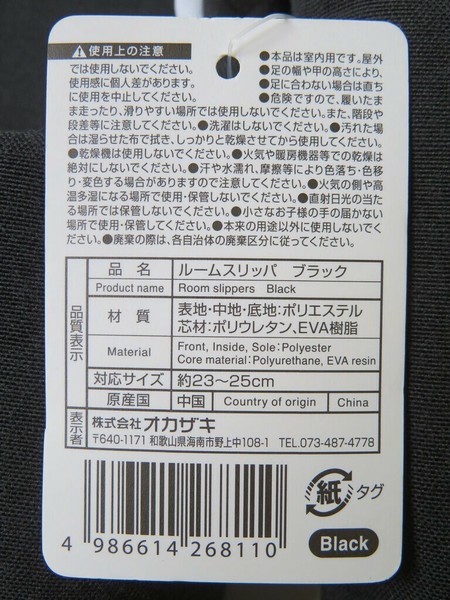 ⚠使用上の注意
●本品は室内用です。屋外
では使用しないでください。
●足の幅や甲の高さにより、
使用感に個人差があります。
●足に合わない場合は直ち
に使用を中止してください。
●危険ですので、履いたた
まま走ったり、滑りやすい場所では使用しないでください。また、階段や
段差等に注意してください。●洗濯はしないでください。●汚れた場
合は湿らせた布で拭き、しっかりと乾燥させてから使用してください。
●乾燥機は使用しないでください。●火気や暖房機器等での乾燥は
絶対にしないでください。●汗や水濡れ、摩擦等により色落ち・色移
り・変色する場合がありますので注意してください。●火気の側や高
温多湿になる場所で使用・保管しないでください。●直射日光の当た
る場所では保管しないでください。●小さなお子様の手の届かない
場所で使用・保管してください。●本来の用途以外に使用しないでく
ださい。●廃棄の際は、各自治体の廃棄区分に従ってください。
品質表示
品 名 ルームスリッパ ブラック
Product name Room slippers Black
材 質 表地・中地・底地:ポリエステル
芯材:ポリウレタン、EVA樹脂
Material Front, Inside, Sole:Polyester
Core material:Polyurethane, EVA resin
対応サイズ 約23〜25cm
原産国 中国 Country of origin China
表示者 株式会社オカザキ
〒640-1171 和歌山県海南市野上中108-1 TEL.073-487-4778
紙 タグ
4 986614 268110
Black